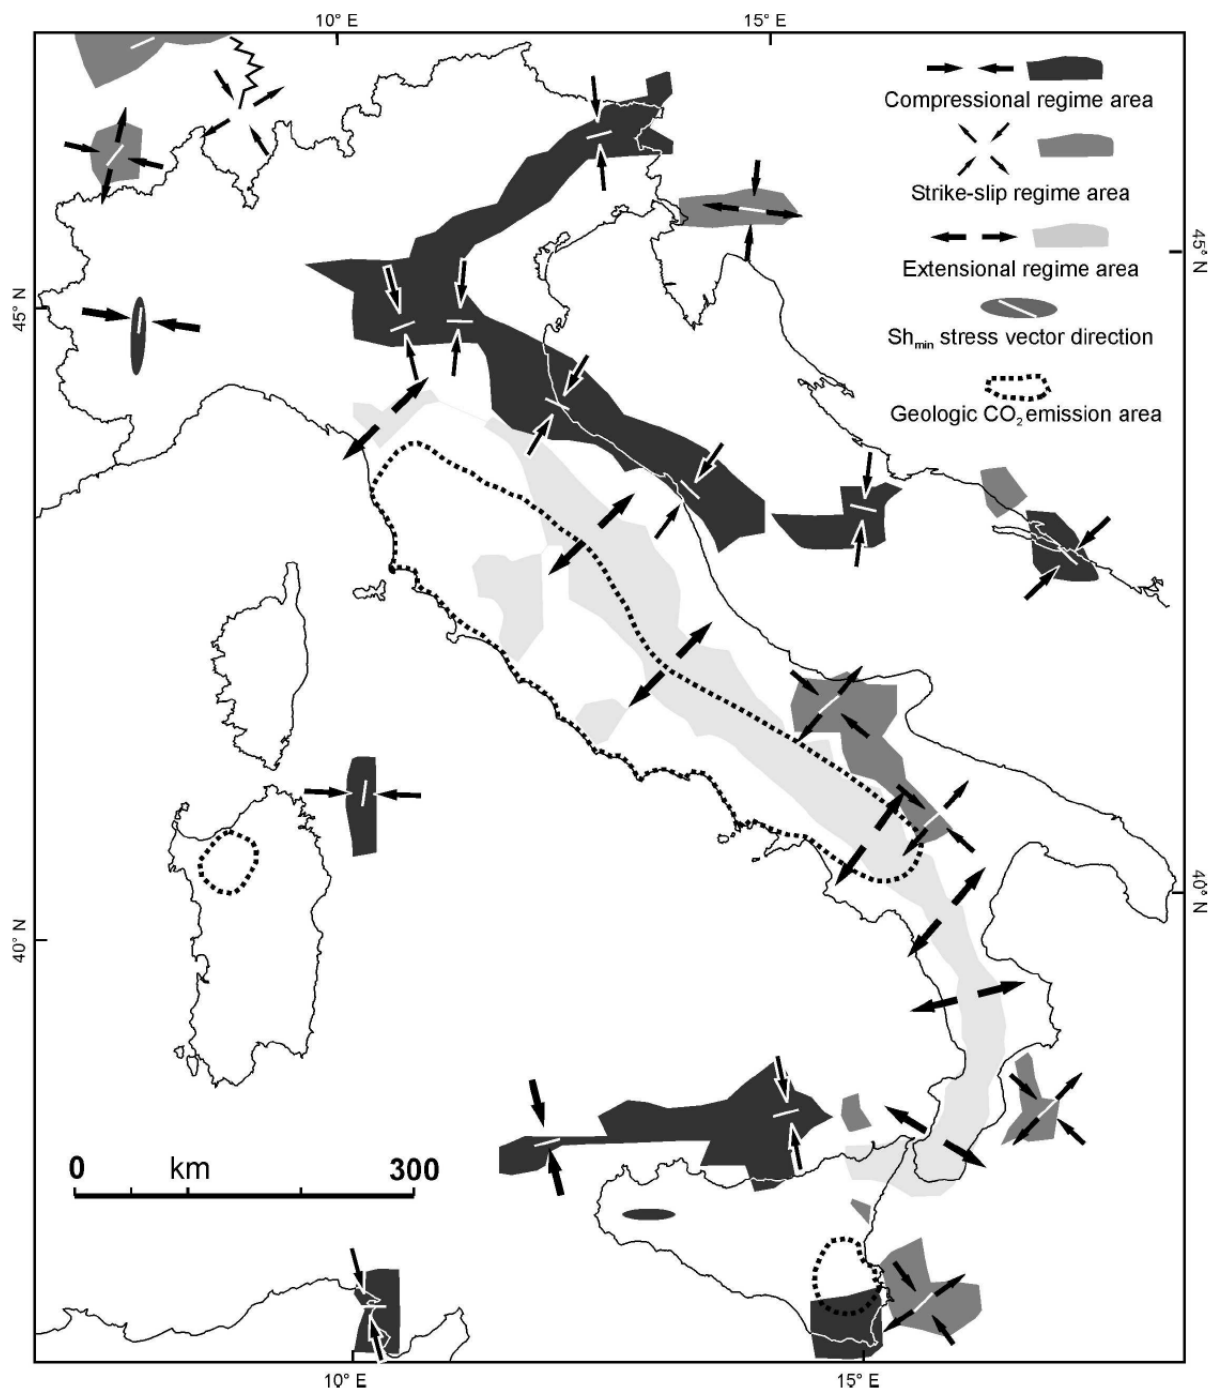 10° E
15° E
Compressional regime area
Strike-slip regime area
45° N
Extensional regime area
45° N
Shmin stress vector direction
Geologic CO2 emission area
40° N
40° N
0 km 300
10° E
15° E